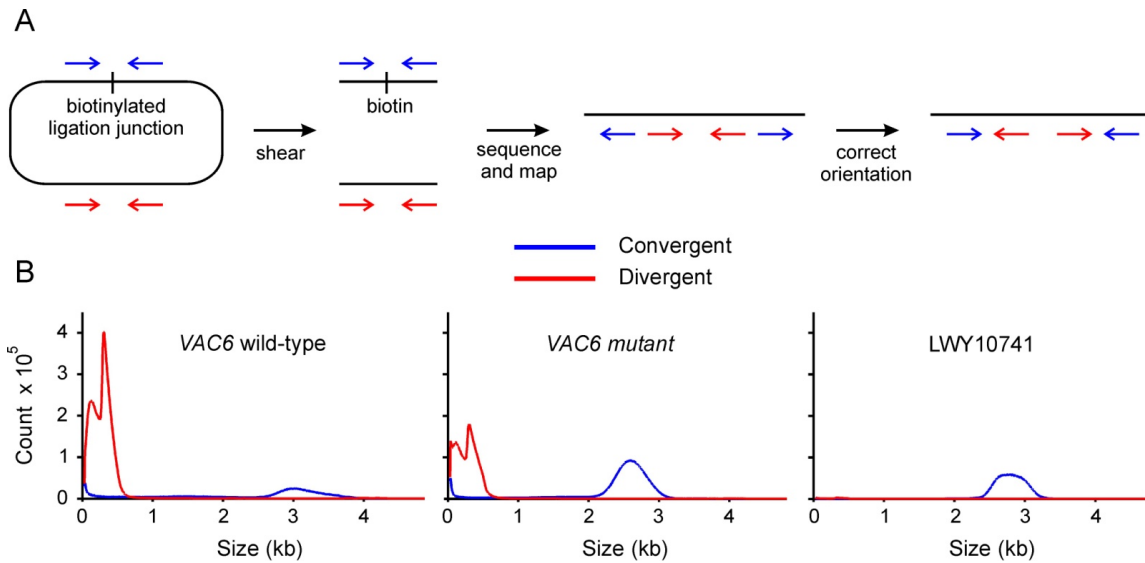 A
biotinylated
ligation junction
shear
biotin
sequence
and map
correct
orientation
Convergent
Divergent
B
Count x 10⁵
4
3
2
1
0
VAC6 wild-type
0 1 2 3 4
Size (kb)
VAC6 mutant
0 1 2 3 4
Size (kb)
LWY10741
0 1 2 3 4
Size (kb)